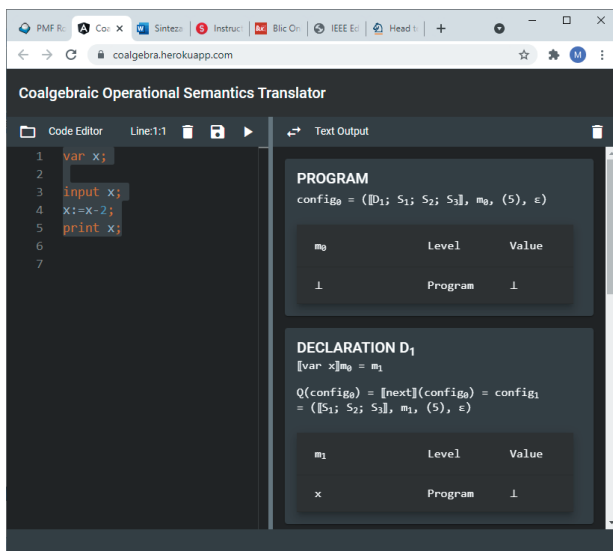 PMF Ro
Coa
Sinteza
Instruct
Blic On
IEEE Ed
Head t
coalgebra.herokuapp.com
M
Coalgebraic Operational Semantics Translator
Code Editor Line:1:1
Text Output
1 var x;
2
3 input x;
4 x:=x-2;
5 print x;
6
7
PROGRAM
config₀ = (⟦D₁; S₁; S₂; S₃⟧, m₀, (5), ε)
m₀ Level Value
⊥ Program ⊥
DECLARATION D₁
⟦var x⟧m₀ = m₁
Q(config₀) = ⟦next⟧(config₀) = config₁
= (⟦S₁; S₂; S₃⟧, m₁, (5), ε)
m₁ Level Value
x Program ⊥